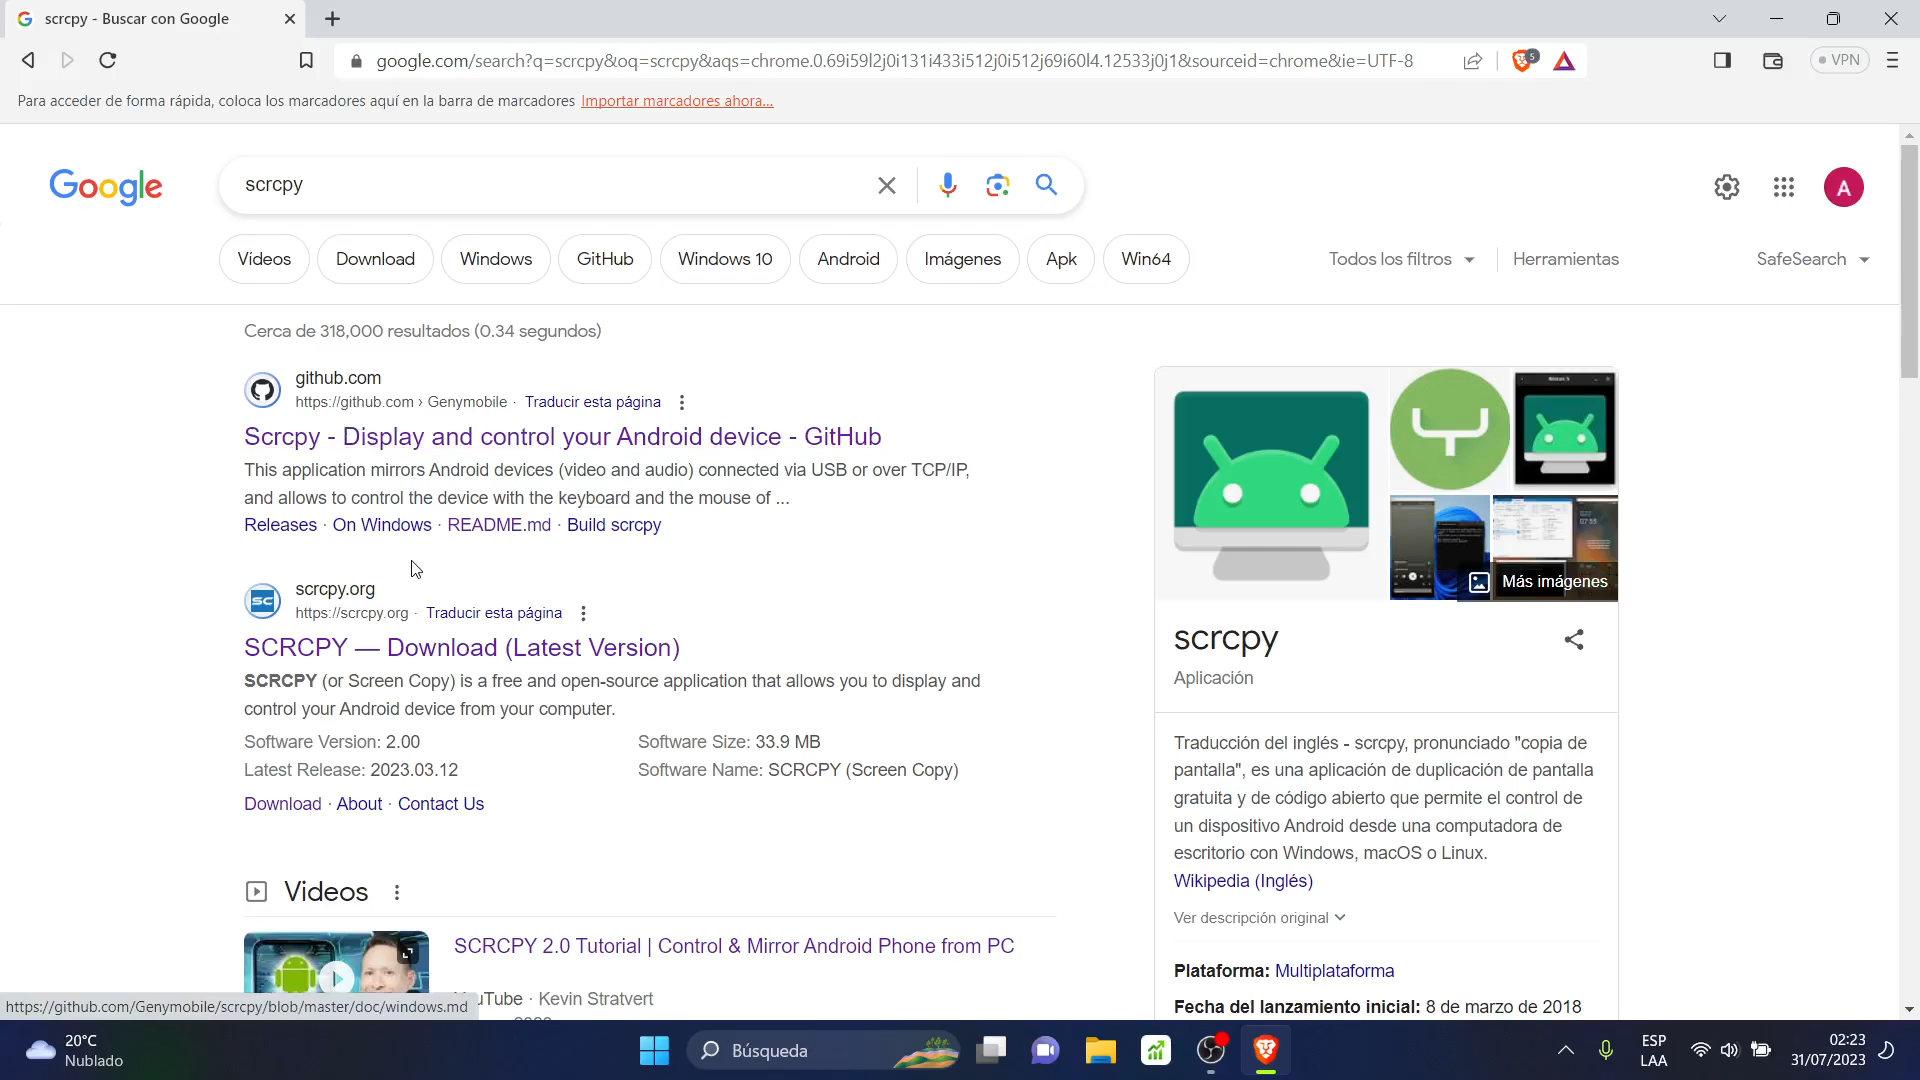 scrcpy - Buscar con Google
google.com/search?q=scrcpy&oq=scrcpy&aqs=chrome.0.69i59l2j0i131i433i512j0i512j69i60l4.12533j0j1&sourceid=chrome&ie=UTF-8
5
VPN
Para acceder de forma rápida, coloca los marcadores aquí en la barra de marcadores Importar marcadores ahora...
Google
scrcpy
A
Vídeos
Download
Windows
GitHub
Windows 10
Android
Imágenes
Apk
Win64
Todos los filtros
Herramientas
SafeSearch
Cerca de 318,000 resultados (0.34 segundos)
github.com
https://github.com › Genymobile · Traducir esta página
Scrcpy - Display and control your Android device - GitHub
This application mirrors Android devices (video and audio) connected via USB or over TCP/IP,
and allows to control the device with the keyboard and the mouse of ...
Releases · On Windows · README.md · Build scrcpy
SC
scrcpy.org
https://scrcpy.org · Traducir esta página
SCRCPY — Download (Latest Version)
SCRCPY (or Screen Copy) is a free and open-source application that allows you to display and
control your Android device from your computer.
Software Version: 2.00
Software Size: 33.9 MB
Latest Release: 2023.03.12
Software Name: SCRCPY (Screen Copy)
Download · About · Contact Us
Videos
SCRCPY 2.0 Tutorial | Control & Mirror Android Phone from PC
YouTube · Kevin Stratvert
Más imágenes
scrcpy
Aplicación
Traducción del inglés - scrcpy, pronunciado "copia de
pantalla", es una aplicación de duplicación de pantalla
gratuita y de código abierto que permite el control de
un dispositivo Android desde una computadora de
escritorio con Windows, macOS o Linux.
Wikipedia (Inglés)
Ver descripción original
Plataforma: Multiplataforma
Fecha del lanzamiento inicial: 8 de marzo de 2018
https://github.com/Genymobile/scrcpy/blob/master/doc/windows.md
20°C
Nublado
Búsqueda
ESP
LAA
02:23
31/07/2023